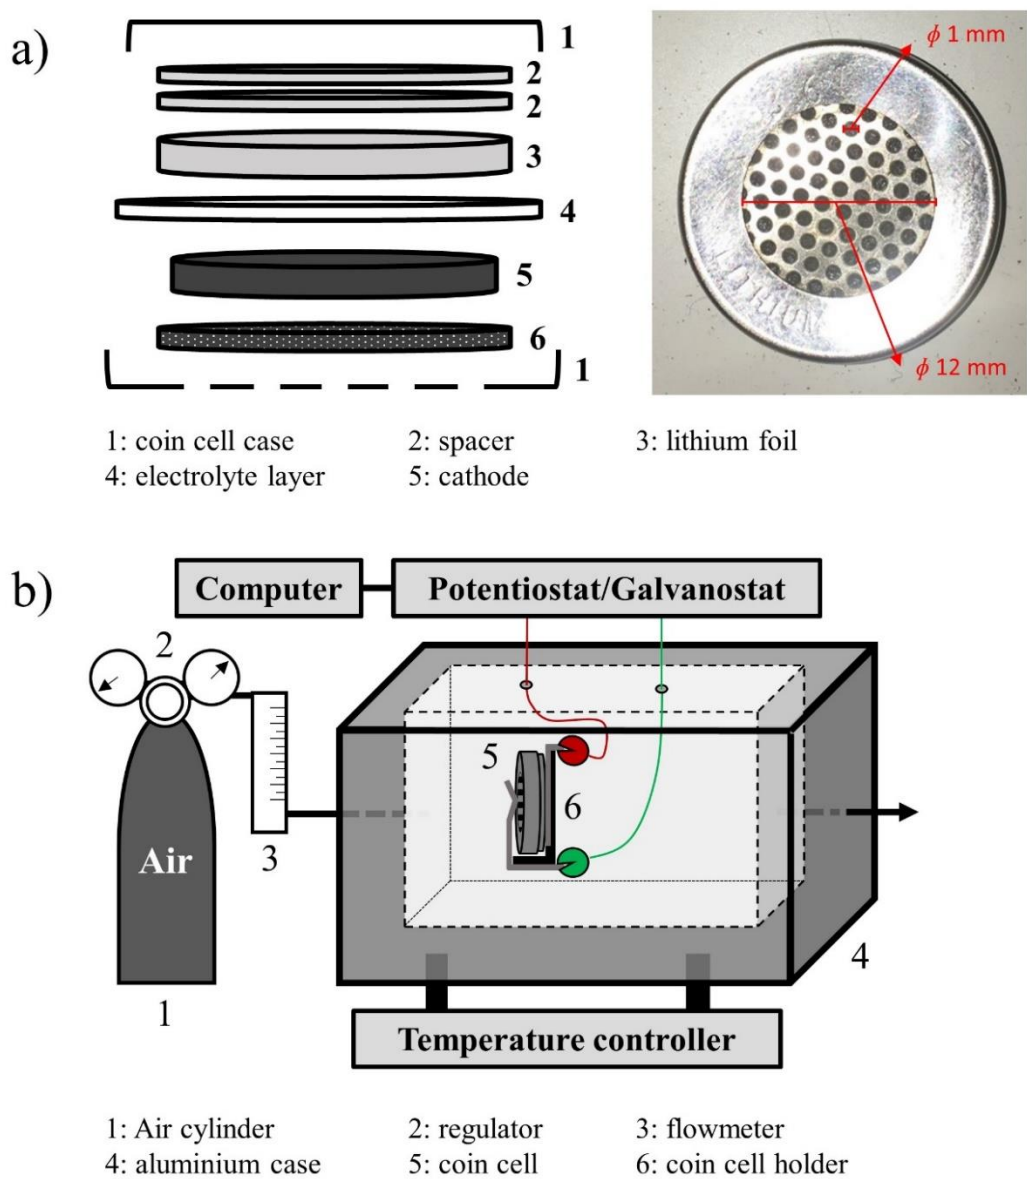 a)
1
2
2
3
4
5
6
1
ϕ 1 mm
ϕ 12 mm
1: coin cell case 2: spacer 3: lithium foil
4: electrolyte layer 5: cathode
b)
Computer
Potentiostat/Galvanostat
2
5
6
3
Air
4
1
Temperature controller
1: Air cylinder 2: regulator 3: flowmeter
4: aluminium case 5: coin cell 6: coin cell holder